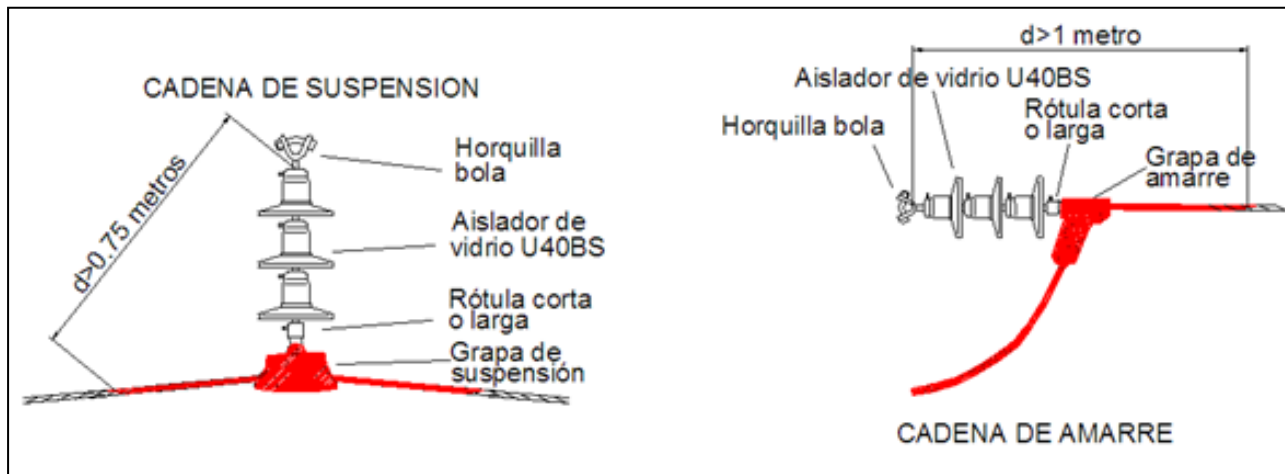 CADENA DE SUSPENSION
d>0,75 metros
Horquilla
bola
Aislador de
vidrio U40BS
Rótula corta
o larga
Grapa de
suspensión
d>1 metro
Aislador de vidrio U40BS
Horquilla bola
Rótula corta
o larga
Grapa de
amarre
CADENA DE AMARRE